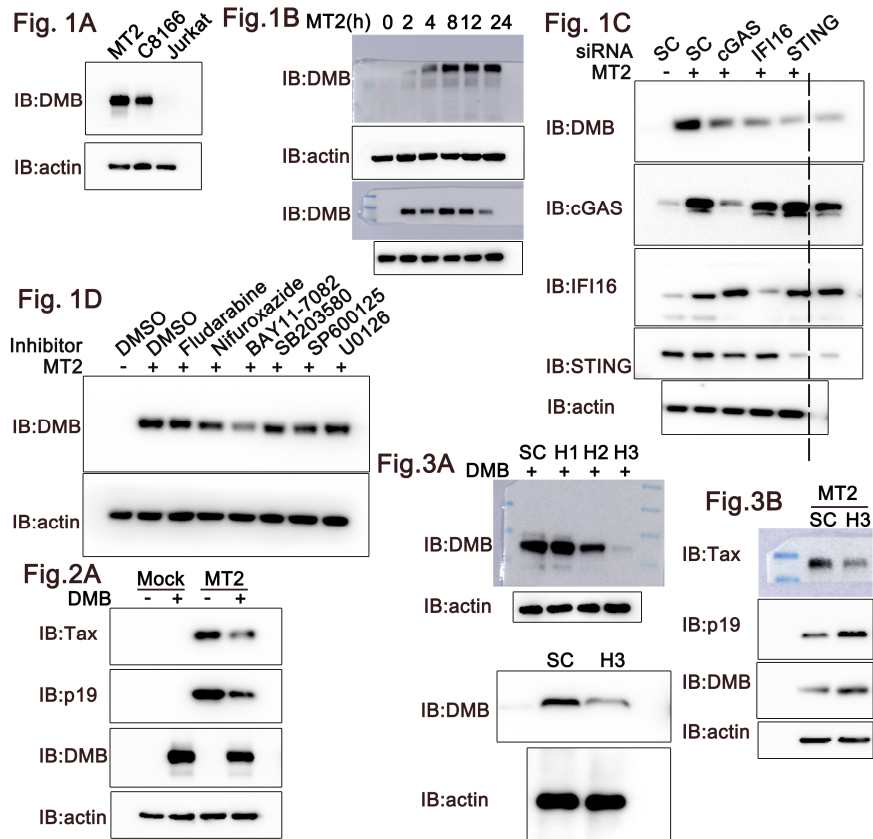 Fig. 1A
MT2 C8166 Jurkat
IB:DMB
IB:actin
Fig.1B
MT2(h) 0 2 4 8 12 24
IB:DMB
IB:actin
IB:DMB
Fig. 1C
siRNA SC SC cGAS IFI16 STING
MT2 - + + + +
IB:DMB
IB:cGAS
IB:IFI16
IB:STING
IB:actin
Fig. 1D
Inhibitor DMSO DMSO Fludarabine Nifuroxazide BAY11-7082 SB203580 SP600125 U0126
MT2 - + + + + + + +
IB:DMB
IB:actin
Fig.2A
Mock MT2
DMB - + - +
IB:Tax
IB:p19
IB:DMB
IB:actin
Fig.3A
SC H1 H2 H3
DMB + + + +
IB:DMB
IB:actin
SC H3
IB:DMB
IB:actin
Fig.3B
MT2
SC H3
IB:Tax
IB:p19
IB:DMB
IB:actin